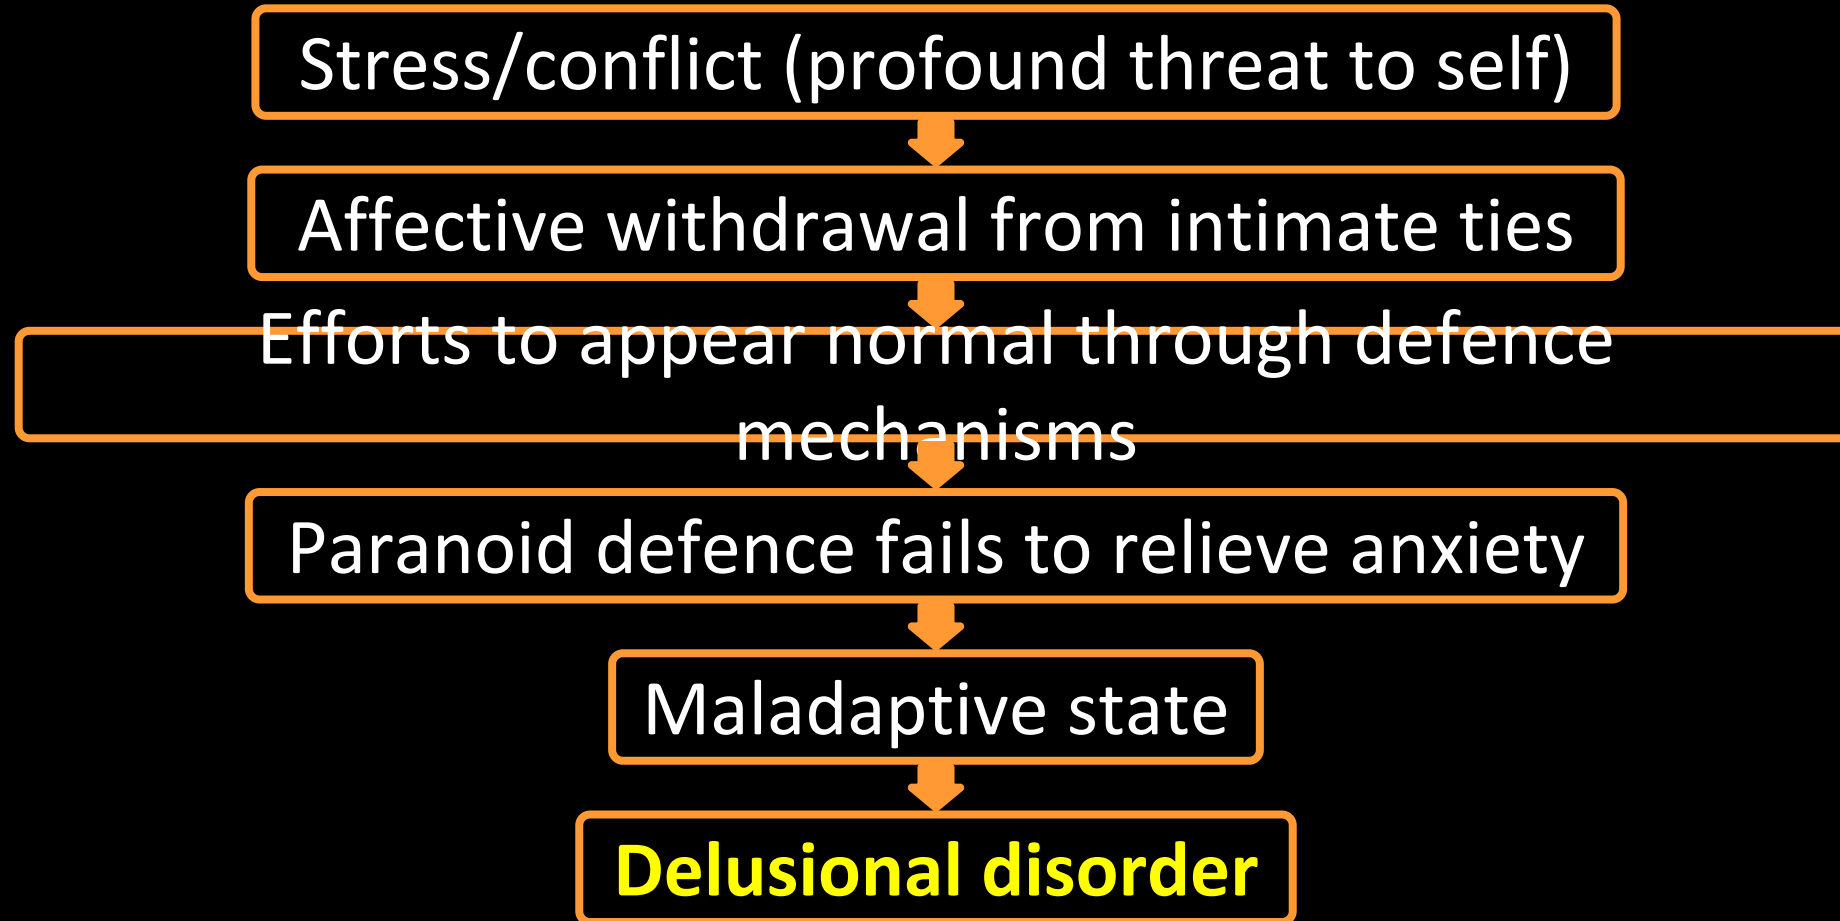 Stress/conflict (profound threat to self)
Affective withdrawal from intimate ties
Efforts to appear normal through defence
mechanisms
Paranoid defence fails to relieve anxiety
Maladaptive state
Delusional disorder